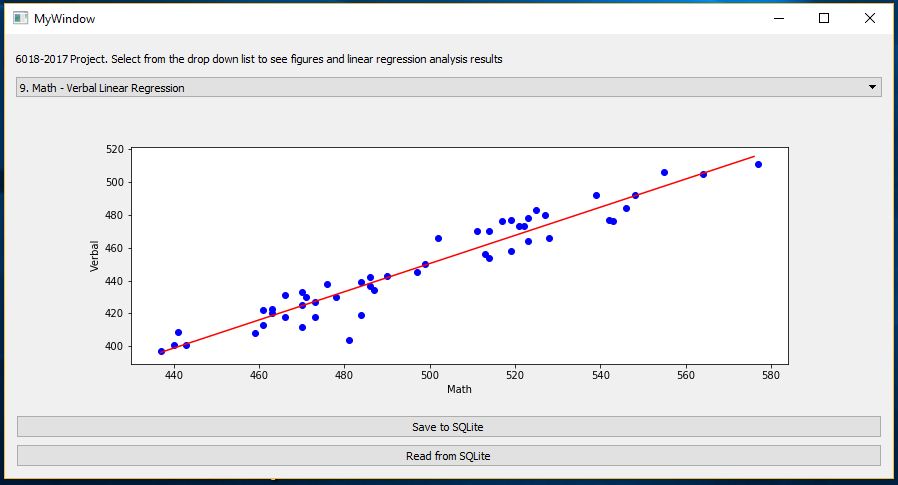 MyWindow
6018-2017 Project. Select from the drop down list to see figures and linear regression analysis results
9. Math - Verbal Linear Regression
520
500
480
460
440
420
400
Verbal
440 460 480 500 520 540 560 580
Math
Save to SQLite
Read from SQLite